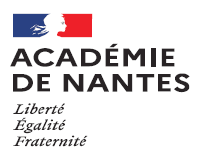 ACADÉMIE
DE NANTES
Liberté
Égalité
Fraternité